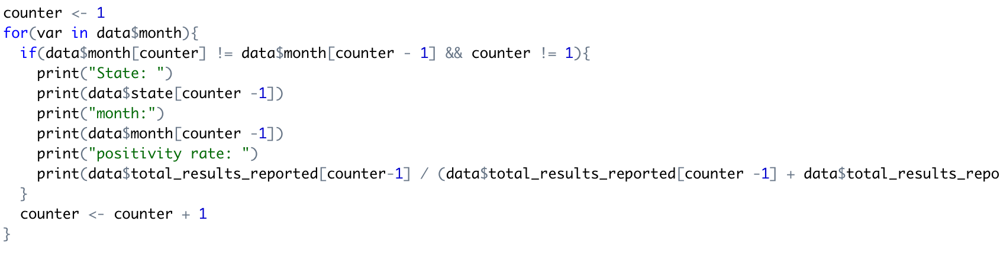 counter <- 1
for(var in data$month){
  if(data$month[counter] != data$month[counter - 1] && counter != 1){
    print("State: ")
    print(data$state[counter -1])
    print("month:")
    print(data$month[counter -1])
    print("positivity rate: ")
    print(data$total_results_reported[counter-1] / (data$total_results_reported[counter -1] + data$total_results_repo
  }
  counter <- counter + 1
}